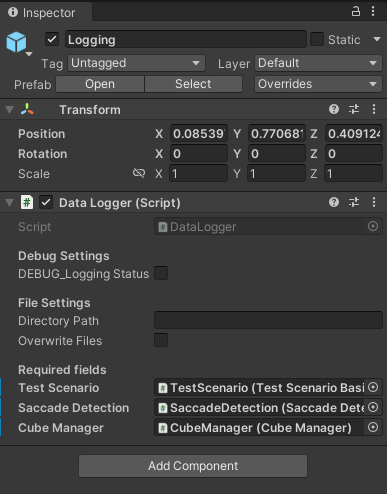 Inspector
Logging Static
Tag Untagged Layer Default
Prefab Open Select Overrides
Transform
Position X 0.08539 Y 0.77068 Z 0.409124
Rotation X 0 Y 0 Z 0
Scale X 1 Y 1 Z 1
Data Logger (Script)
Script DataLogger
Debug Settings
DEBUG_Logging Status
File Settings
Directory Path
Overwrite Files
Required fields
Test Scenario TestScenario (Test Scenario Basi
Saccade Detection SaccadeDetection (Saccade Dete
Cube Manager CubeManager (Cube Manager)
Add Component